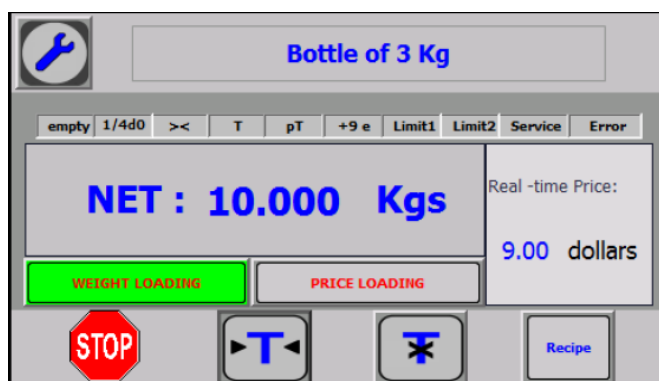 Bottle of 3 Kg
empty 1/4d0 >< T pT +9 e Limit1 Limit2 Service Error
NET : 10.000 Kgs
Real -time Price:
9.00 dollars
WEIGHT LOADING PRICE LOADING
STOP T T Recipe